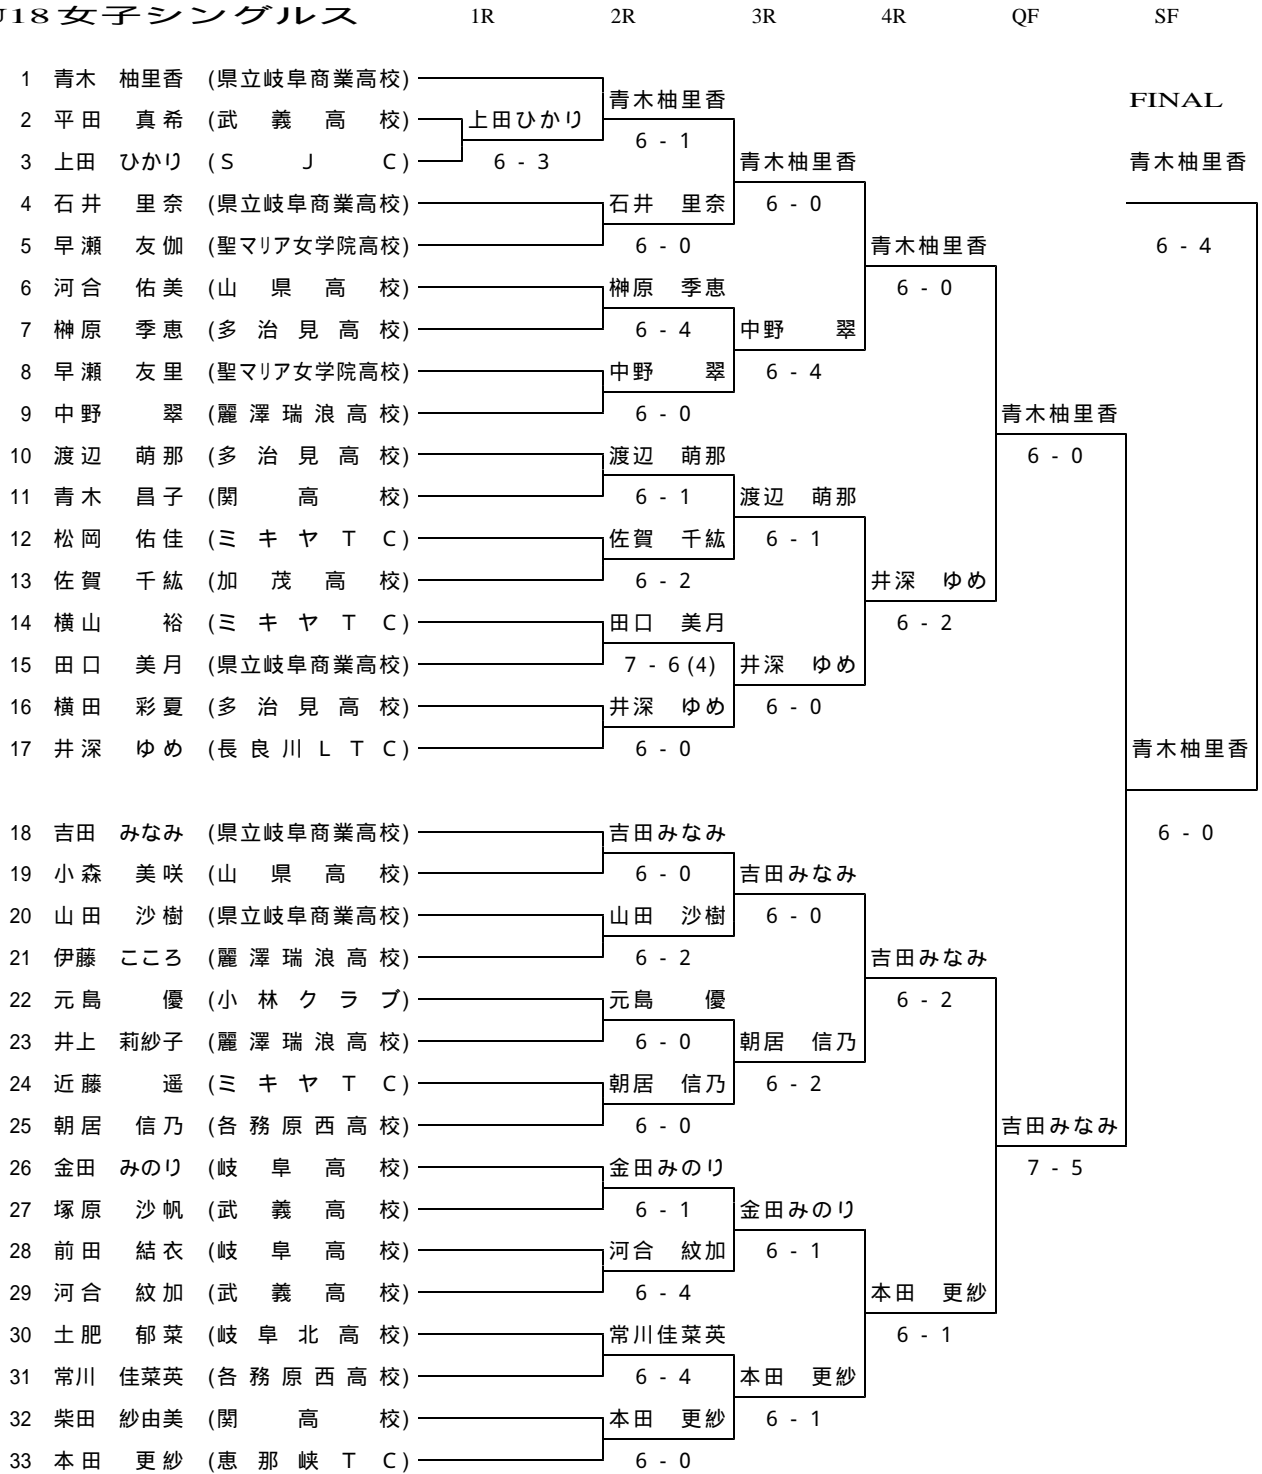 U18女子シングルス 1R 2R 3R 4R QF SF
1 青木 柚里香 (県立岐阜商業高校)
青木柚里香 FINAL
2 平田 真希 (武義高校) 上田ひかり
6 - 1
3 上田 ひかり (SJC) 6 - 3 青木柚里香 青木柚里香
4 石井 里奈 (県立岐阜商業高校) 石井 里奈 6 - 0
5 早瀬 友伽 (聖マリア女学院高校) 6 - 0 青木柚里香 6 - 4
6 河合 佑美 (山県高校) 榊原 季恵 6 - 0
7 榊原 季恵 (多治見高校) 6 - 4 中野 翠
8 早瀬 友里 (聖マリア女学院高校) 中野 翠 6 - 4
9 中野 翠 (麗澤瑞浪高校) 6 - 0 青木柚里香
10 渡辺 萌那 (多治見高校) 渡辺 萌那 6 - 0
11 青木 昌子 (関高校) 6 - 1 渡辺 萌那
12 松岡 佑佳 (ミキヤTC) 佐賀 千紘 6 - 1
13 佐賀 千紘 (加茂高校) 6 - 2 井深 ゆめ
14 横山 裕 (ミキヤTC) 田口 美月 6 - 2
15 田口 美月 (県立岐阜商業高校) 7 - 6(4) 井深 ゆめ
16 横田 彩夏 (多治見高校) 井深 ゆめ 6 - 0
17 井深 ゆめ (長良川LTC) 6 - 0 青木柚里香
18 吉田 みなみ (県立岐阜商業高校) 吉田みなみ 6 - 0
19 小森 美咲 (山県高校) 6 - 0 吉田みなみ
20 山田 沙樹 (県立岐阜商業高校) 山田 沙樹 6 - 0
21 伊藤 こころ (麗澤瑞浪高校) 6 - 2 吉田みなみ
22 元島 優 (小林クラブ) 元島 優 6 - 2
23 井上 莉紗子 (麗澤瑞浪高校) 6 - 0 朝居 信乃
24 近藤 遥 (ミキヤTC) 朝居 信乃 6 - 2
25 朝居 信乃 (各務原西高校) 6 - 0 吉田みなみ
26 金田 みのり (岐阜高校) 金田みのり 7 - 5
27 塚原 沙帆 (武義高校) 6 - 1 金田みのり
28 前田 結衣 (岐阜高校) 河合 紋加 6 - 1
29 河合 紋加 (武義高校) 6 - 4 本田 更紗
30 土肥 郁菜 (岐阜北高校) 常川佳菜英 6 - 1
31 常川 佳菜英 (各務原西高校) 6 - 4 本田 更紗
32 柴田 紗由美 (関高校) 本田 更紗 6 - 1
33 本田 更紗 (恵那峡TC) 6 - 0